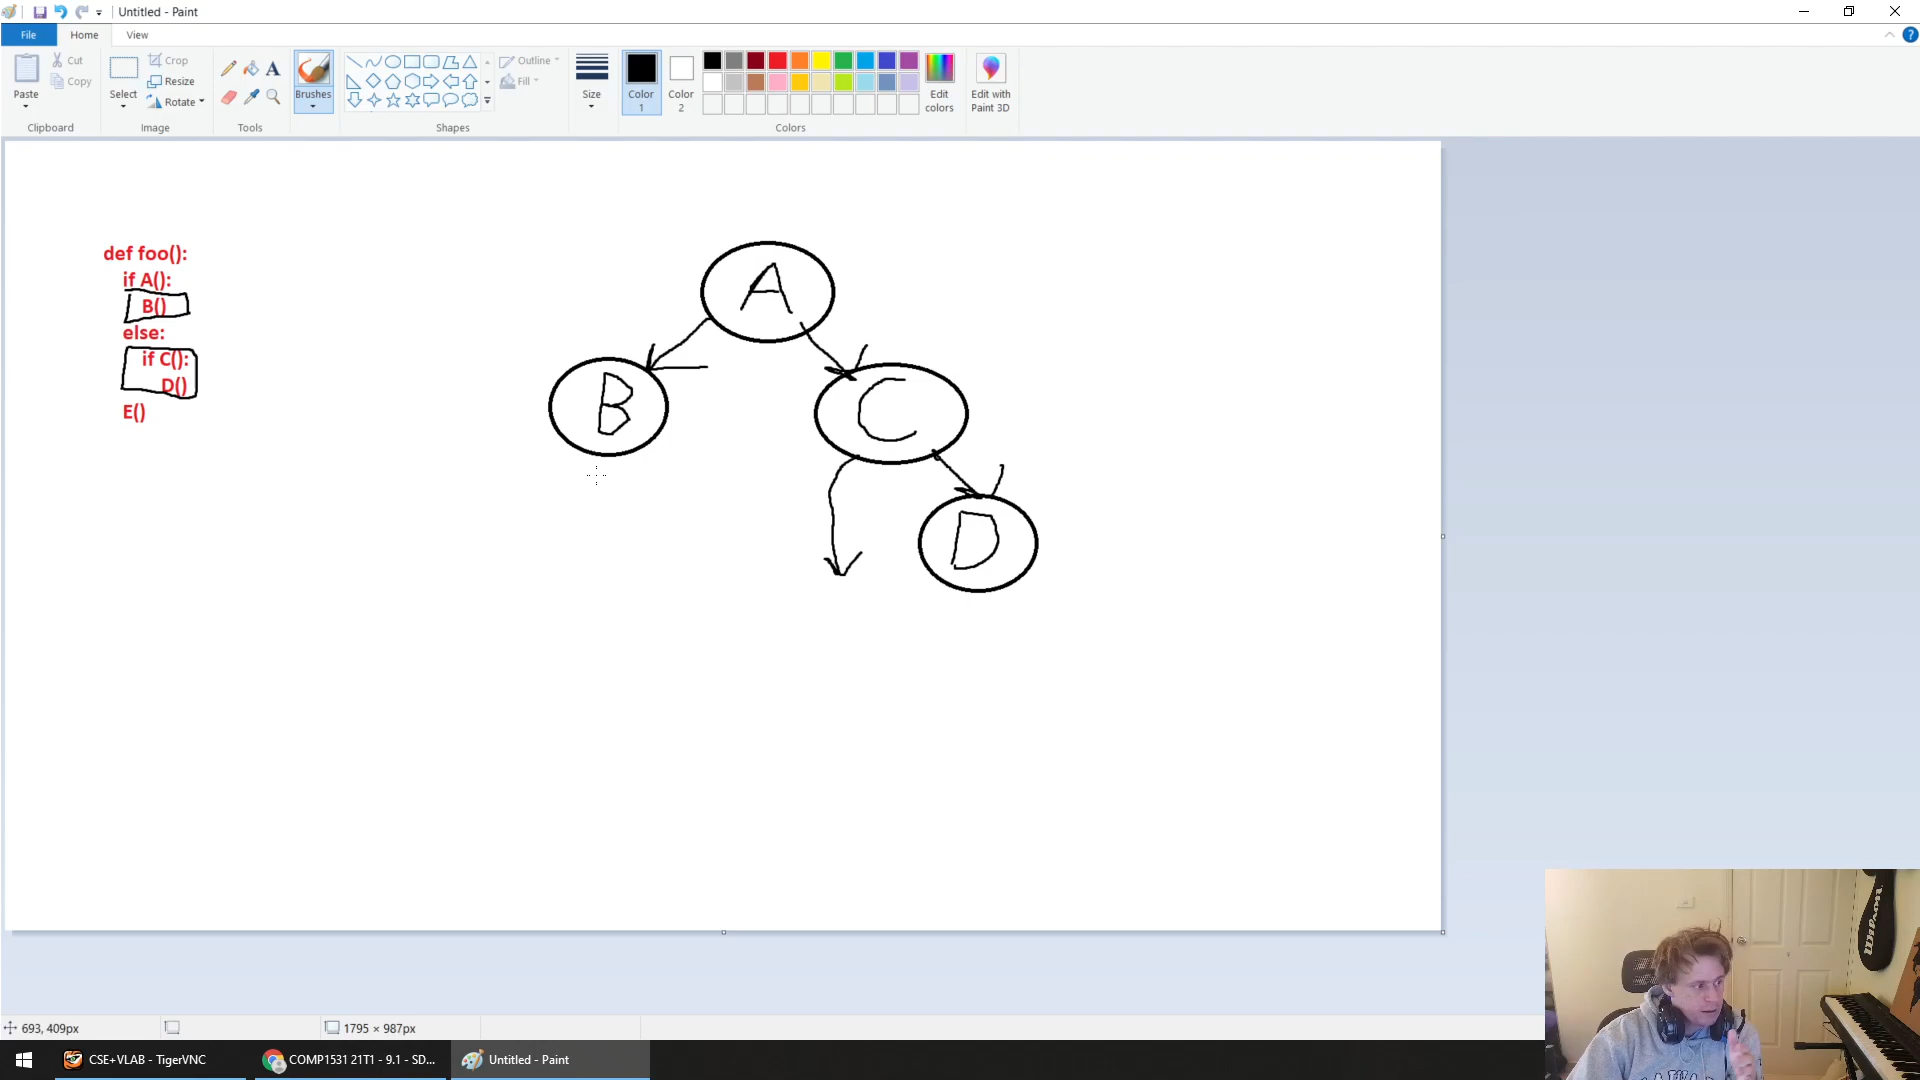 Untitled - Paint
File
Home
View
Paste
Cut
Copy
Clipboard
Select
Crop
Resize
Rotate
Image
Tools
Brushes
Shapes
Outline
Fill
Size
Color
1
Color
2
Edit
colors
Edit with
Paint 3D
Colors
def foo():
if A():
B()
else:
if C():
D()
E()
A
B
C
D
693, 409px
1795 × 987px
Wilson
CSE+VLAB - TigerVNC
COMP1531 21T1 - 9.1 - SD...
Untitled - Paint